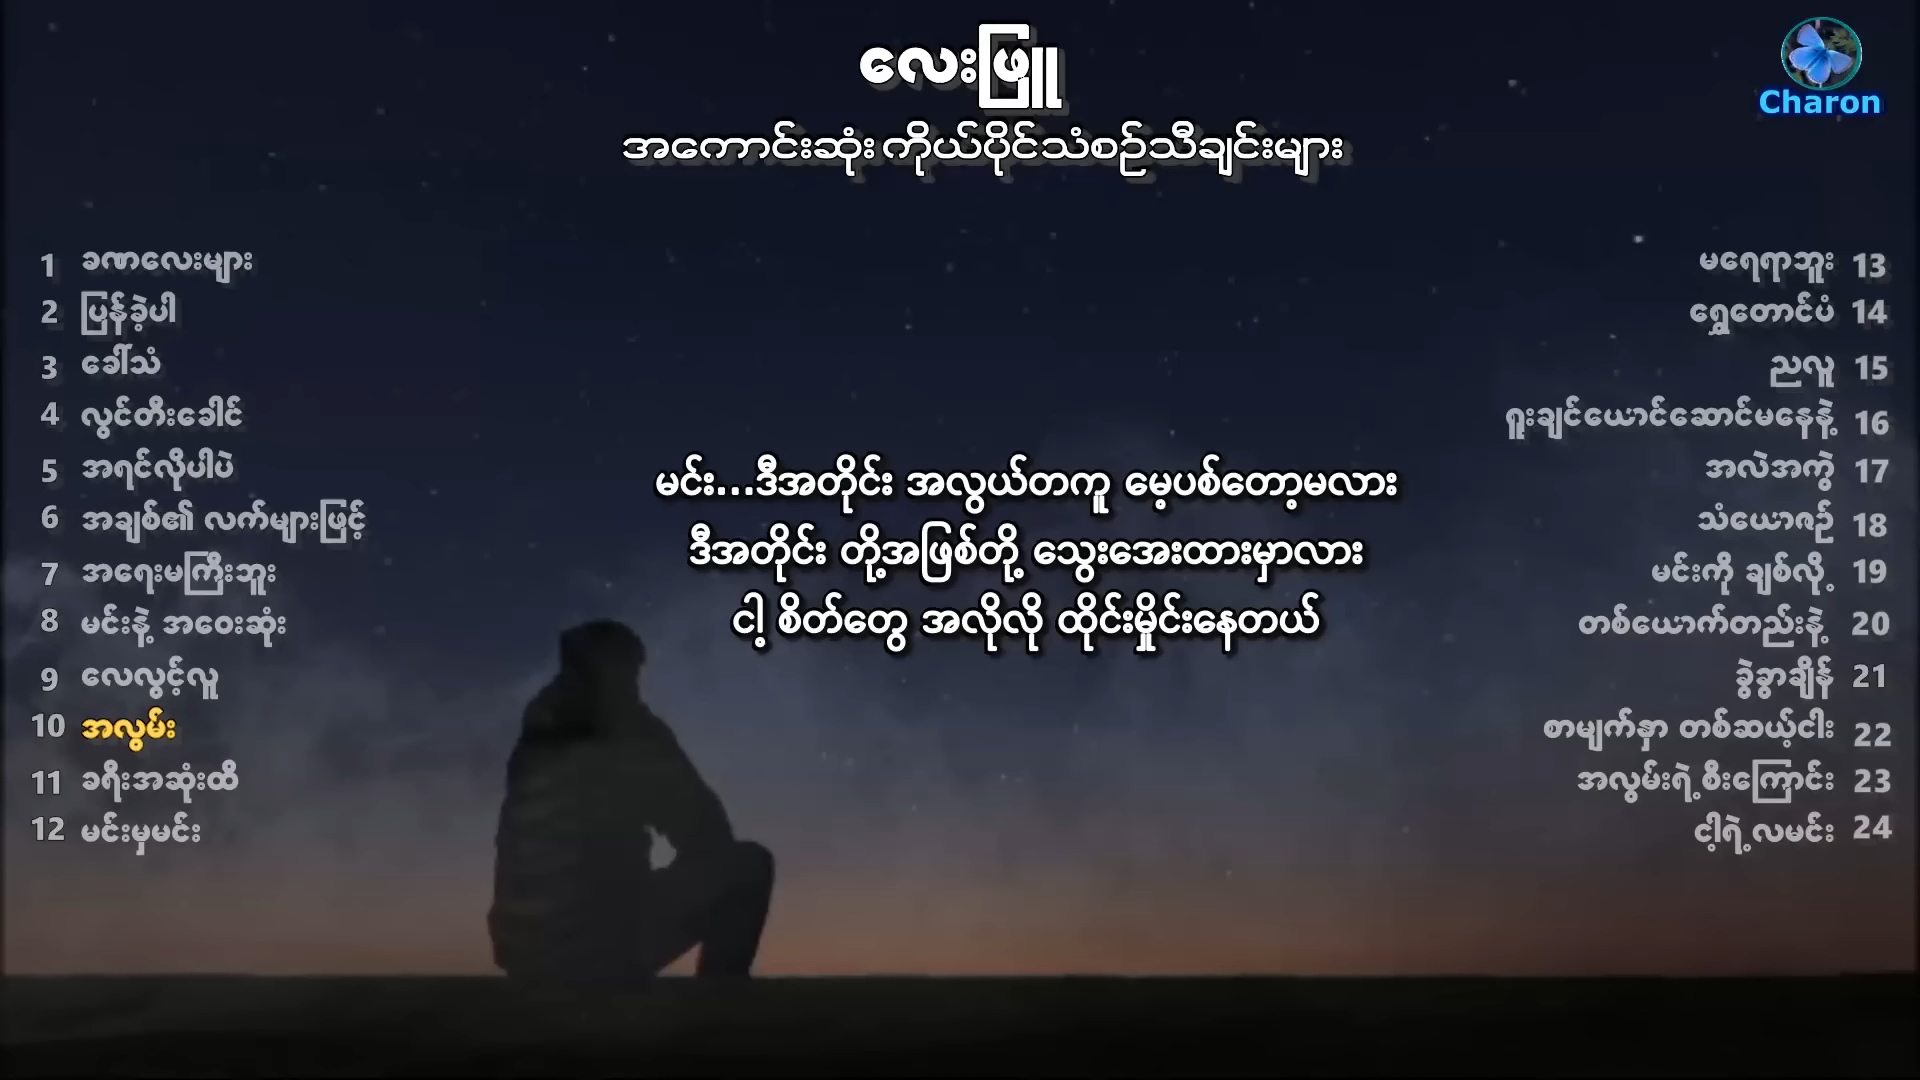 လေးဖြူ
အကောင်းဆုံး ကိုယ်ပိုင်သံစဉ်သီချင်းများ
Charon
1 ခဏလေးများ
2 ပြန်ခဲ့ပါ
3 ခေါ်သံ
4 လွင်တီးခေါင်
5 အရင်လိုပါပဲ
6 အချစ်၏ လက်များဖြင့်
7 အရေးမကြီးဘူး
8 မင်းနဲ့ အဝေးဆုံး
9 လေလွင့်လူ
10 အလွမ်း
11 ခရီးအဆုံးထိ
12 မင်းမှမင်း
မင်း...ဒီအတိုင်း အလွယ်တကူ မေ့ပစ်တော့မလား
ဒီအတိုင်း တို့အဖြစ်တို့ သွေးအေးထားမှာလား
ငါ့ စိတ်တွေ အလိုလို ထိုင်းမှိုင်းနေတယ်
မရေရာဘူး 13
ရွှေတောင်ပံ 14
ညလူ 15
ရူးချင်ယောင်ဆောင်မနေနဲ့ 16
အလဲအကွဲ 17
သံယောဇဉ် 18
မင်းကို ချစ်လို့ 19
တစ်ယောက်တည်းနဲ့ 20
ခွဲခွာချိန် 21
စာမျက်နှာ တစ်ဆယ့်ငါး 22
အလွမ်းရဲ့စီးကြောင်း 23
ငါ့ရဲ့လမင်း 24